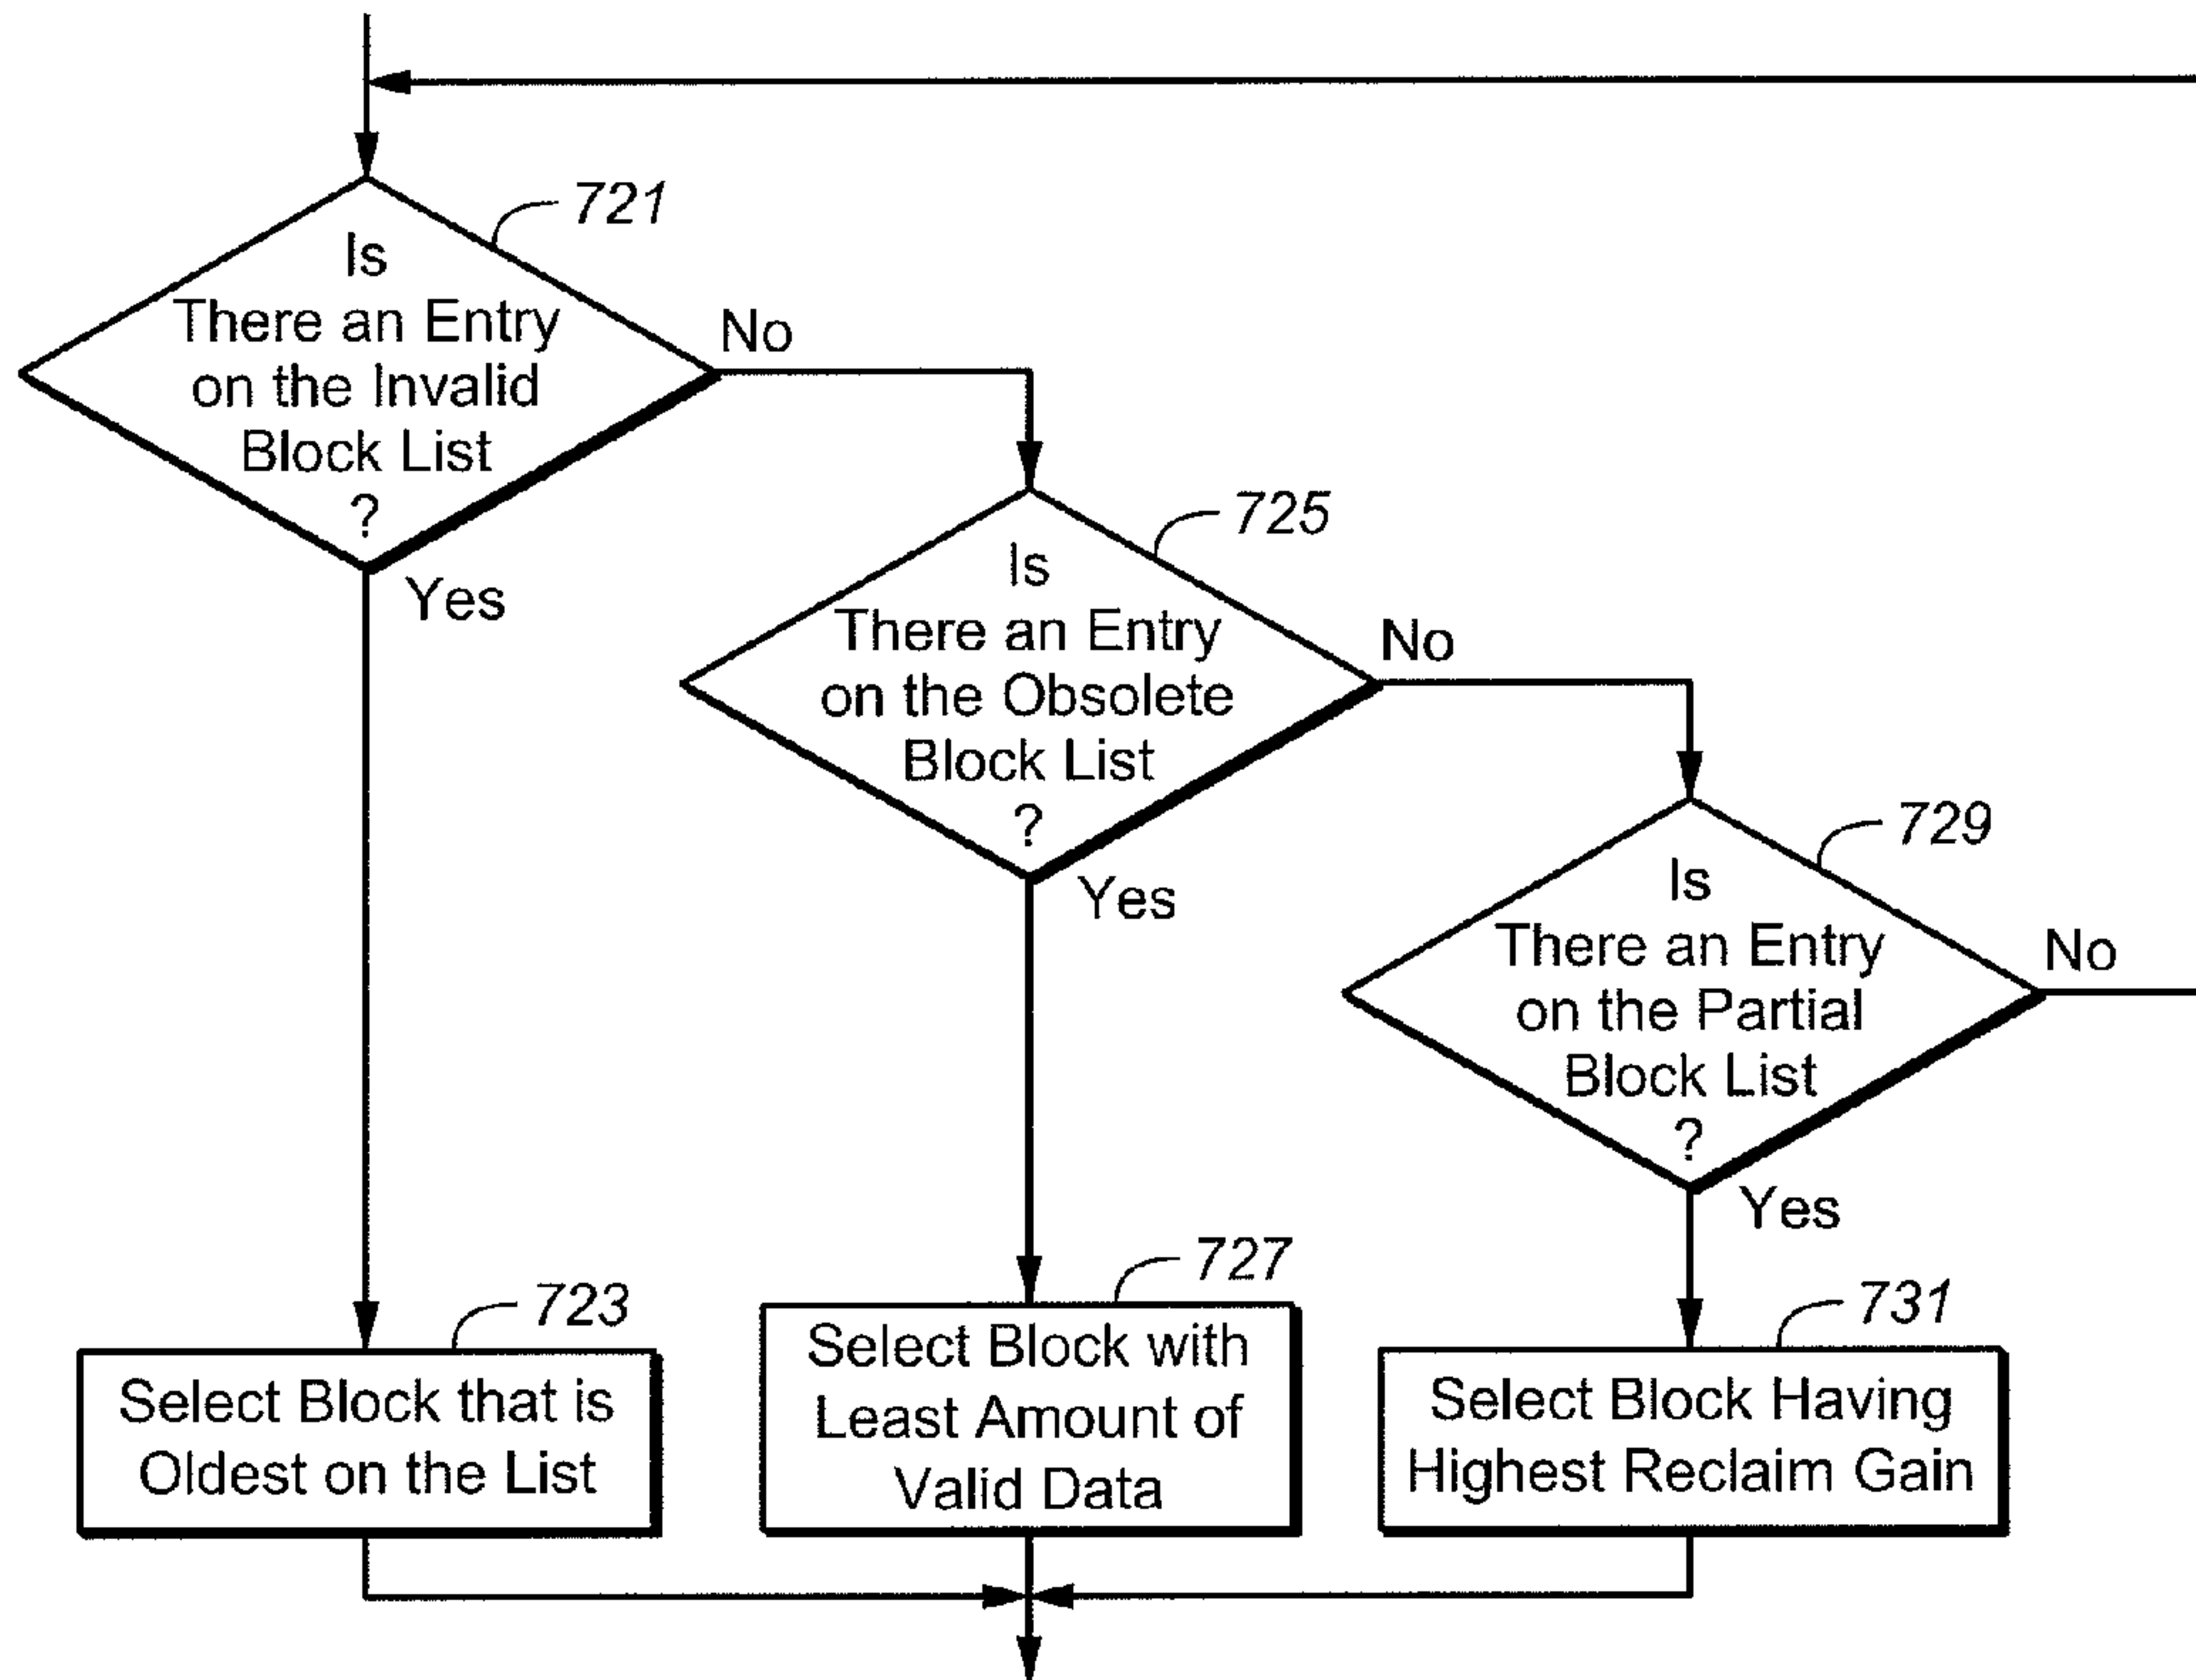 721
Is
There an Entry
on the Invalid
Block List
?
No
Yes
725
Is
There an Entry
on the Obsolete
Block List
?
No
Yes
729
Is
There an Entry
on the Partial
Block List
?
No
Yes
723
Select Block that is
Oldest on the List
727
Select Block with
Least Amount of
Valid Data
731
Select Block Having
Highest Reclaim Gain